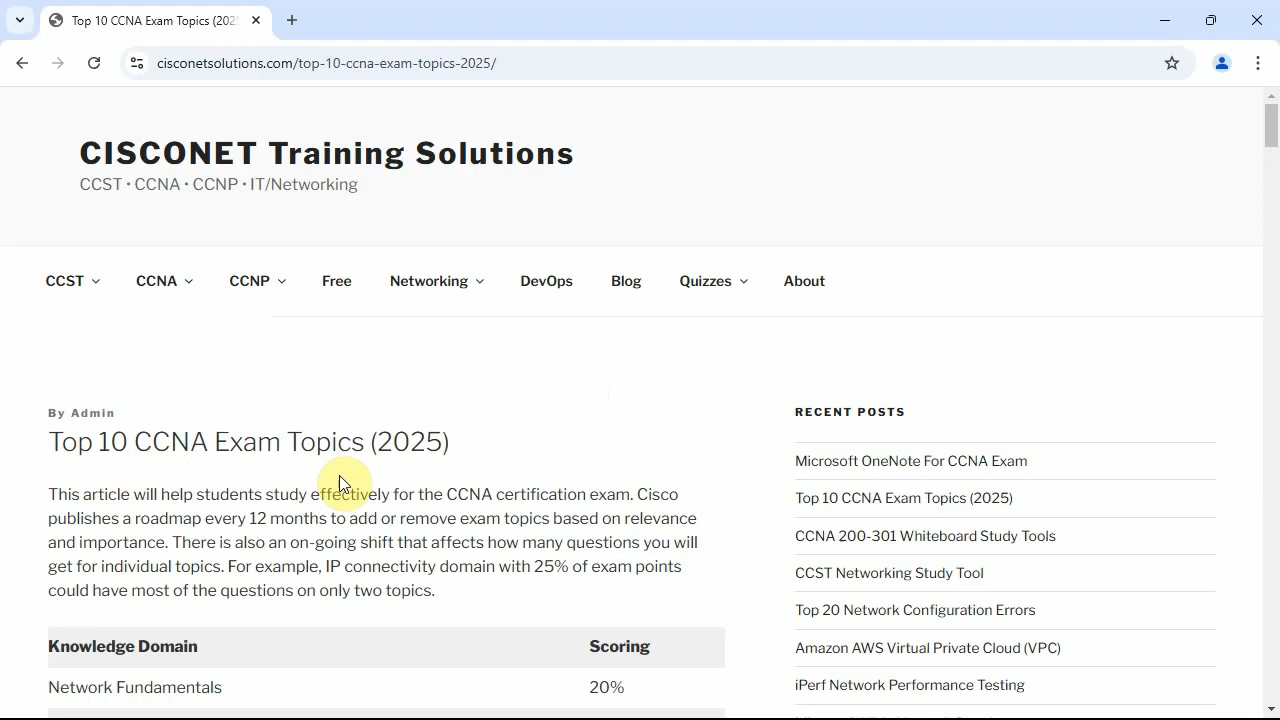 Top 10 CCNA Exam Topics (202
cisconetsolutions.com/top-10-ccna-exam-topics-2025/
CISCONET Training Solutions
CCST • CCNA • CCNP • IT/Networking
CCST CCNA CCNP Free Networking DevOps Blog Quizzes About
By Admin
Top 10 CCNA Exam Topics (2025)
This article will help students study effectively for the CCNA certification exam. Cisco
publishes a roadmap every 12 months to add or remove exam topics based on relevance
and importance. There is also an on-going shift that affects how many questions you will
get for individual topics. For example, IP connectivity domain with 25% of exam points
could have most of the questions on only two topics.
Knowledge Domain Scoring
Network Fundamentals 20%
RECENT POSTS
Microsoft OneNote For CCNA Exam
Top 10 CCNA Exam Topics (2025)
CCNA 200-301 Whiteboard Study Tools
CCST Networking Study Tool
Top 20 Network Configuration Errors
Amazon AWS Virtual Private Cloud (VPC)
iPerf Network Performance Testing